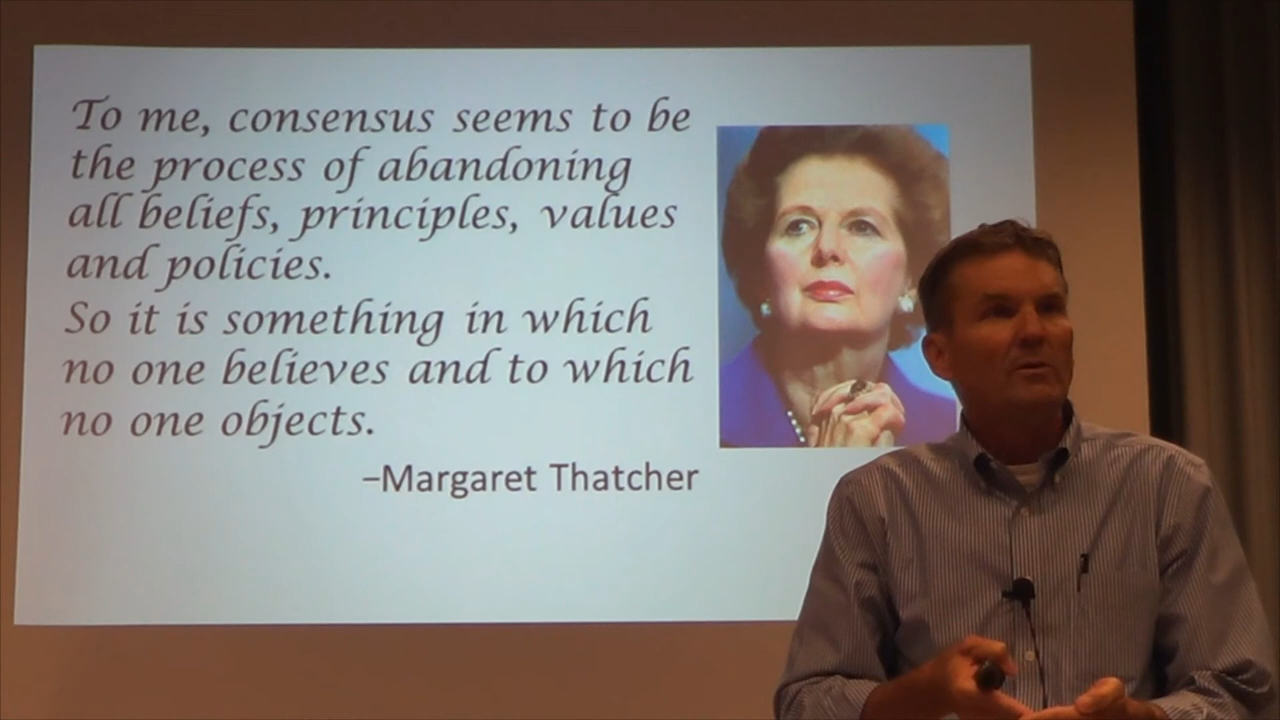 To me, consensus seems to be
the process of abandoning
all beliefs, principles, values
and policies.
So it is something in which
no one believes and to which
no one objects.
–Margaret Thatcher